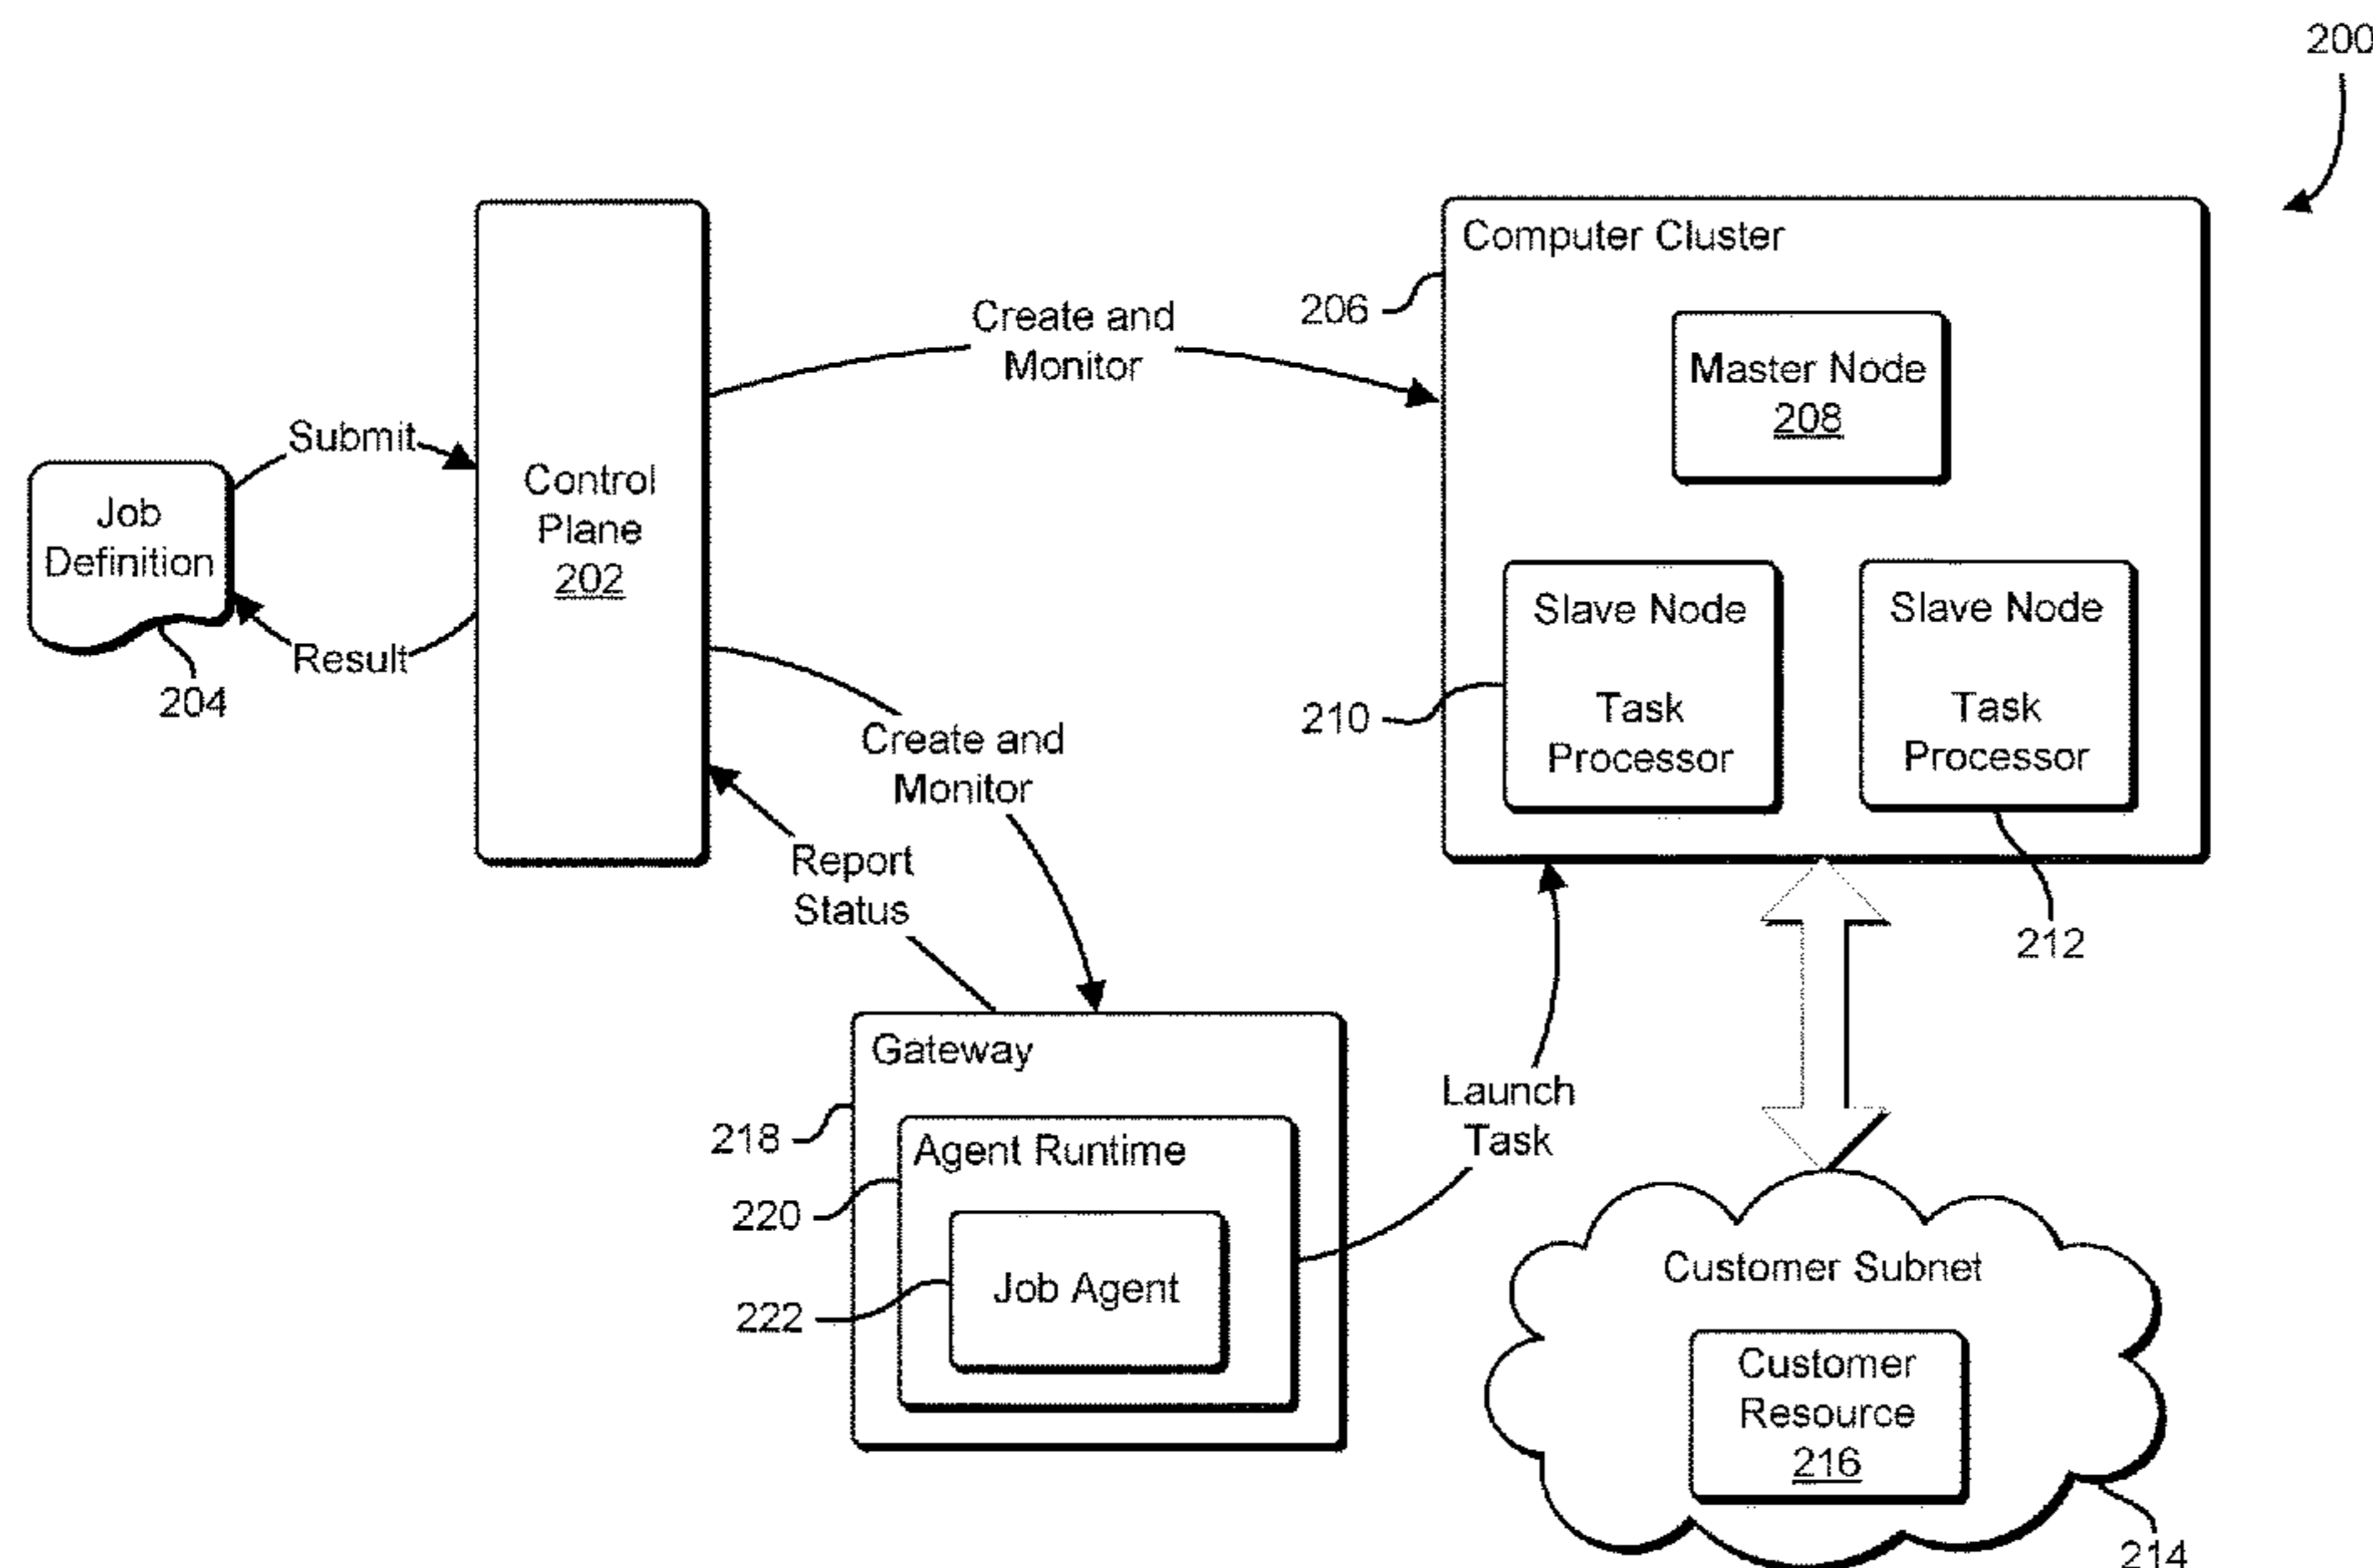 200
Computer Cluster
206
Create and
Monitor
Master Node
208
Submit
Control
Plane
202
Job
Definition
Result
204
Slave Node
Task
Processor
210
Slave Node
Task
Processor
212
Create and
Monitor
Report
Status
Gateway
218
Agent Runtime
220
Job Agent
222
Launch
Task
Customer Subnet
Customer
Resource
216
214